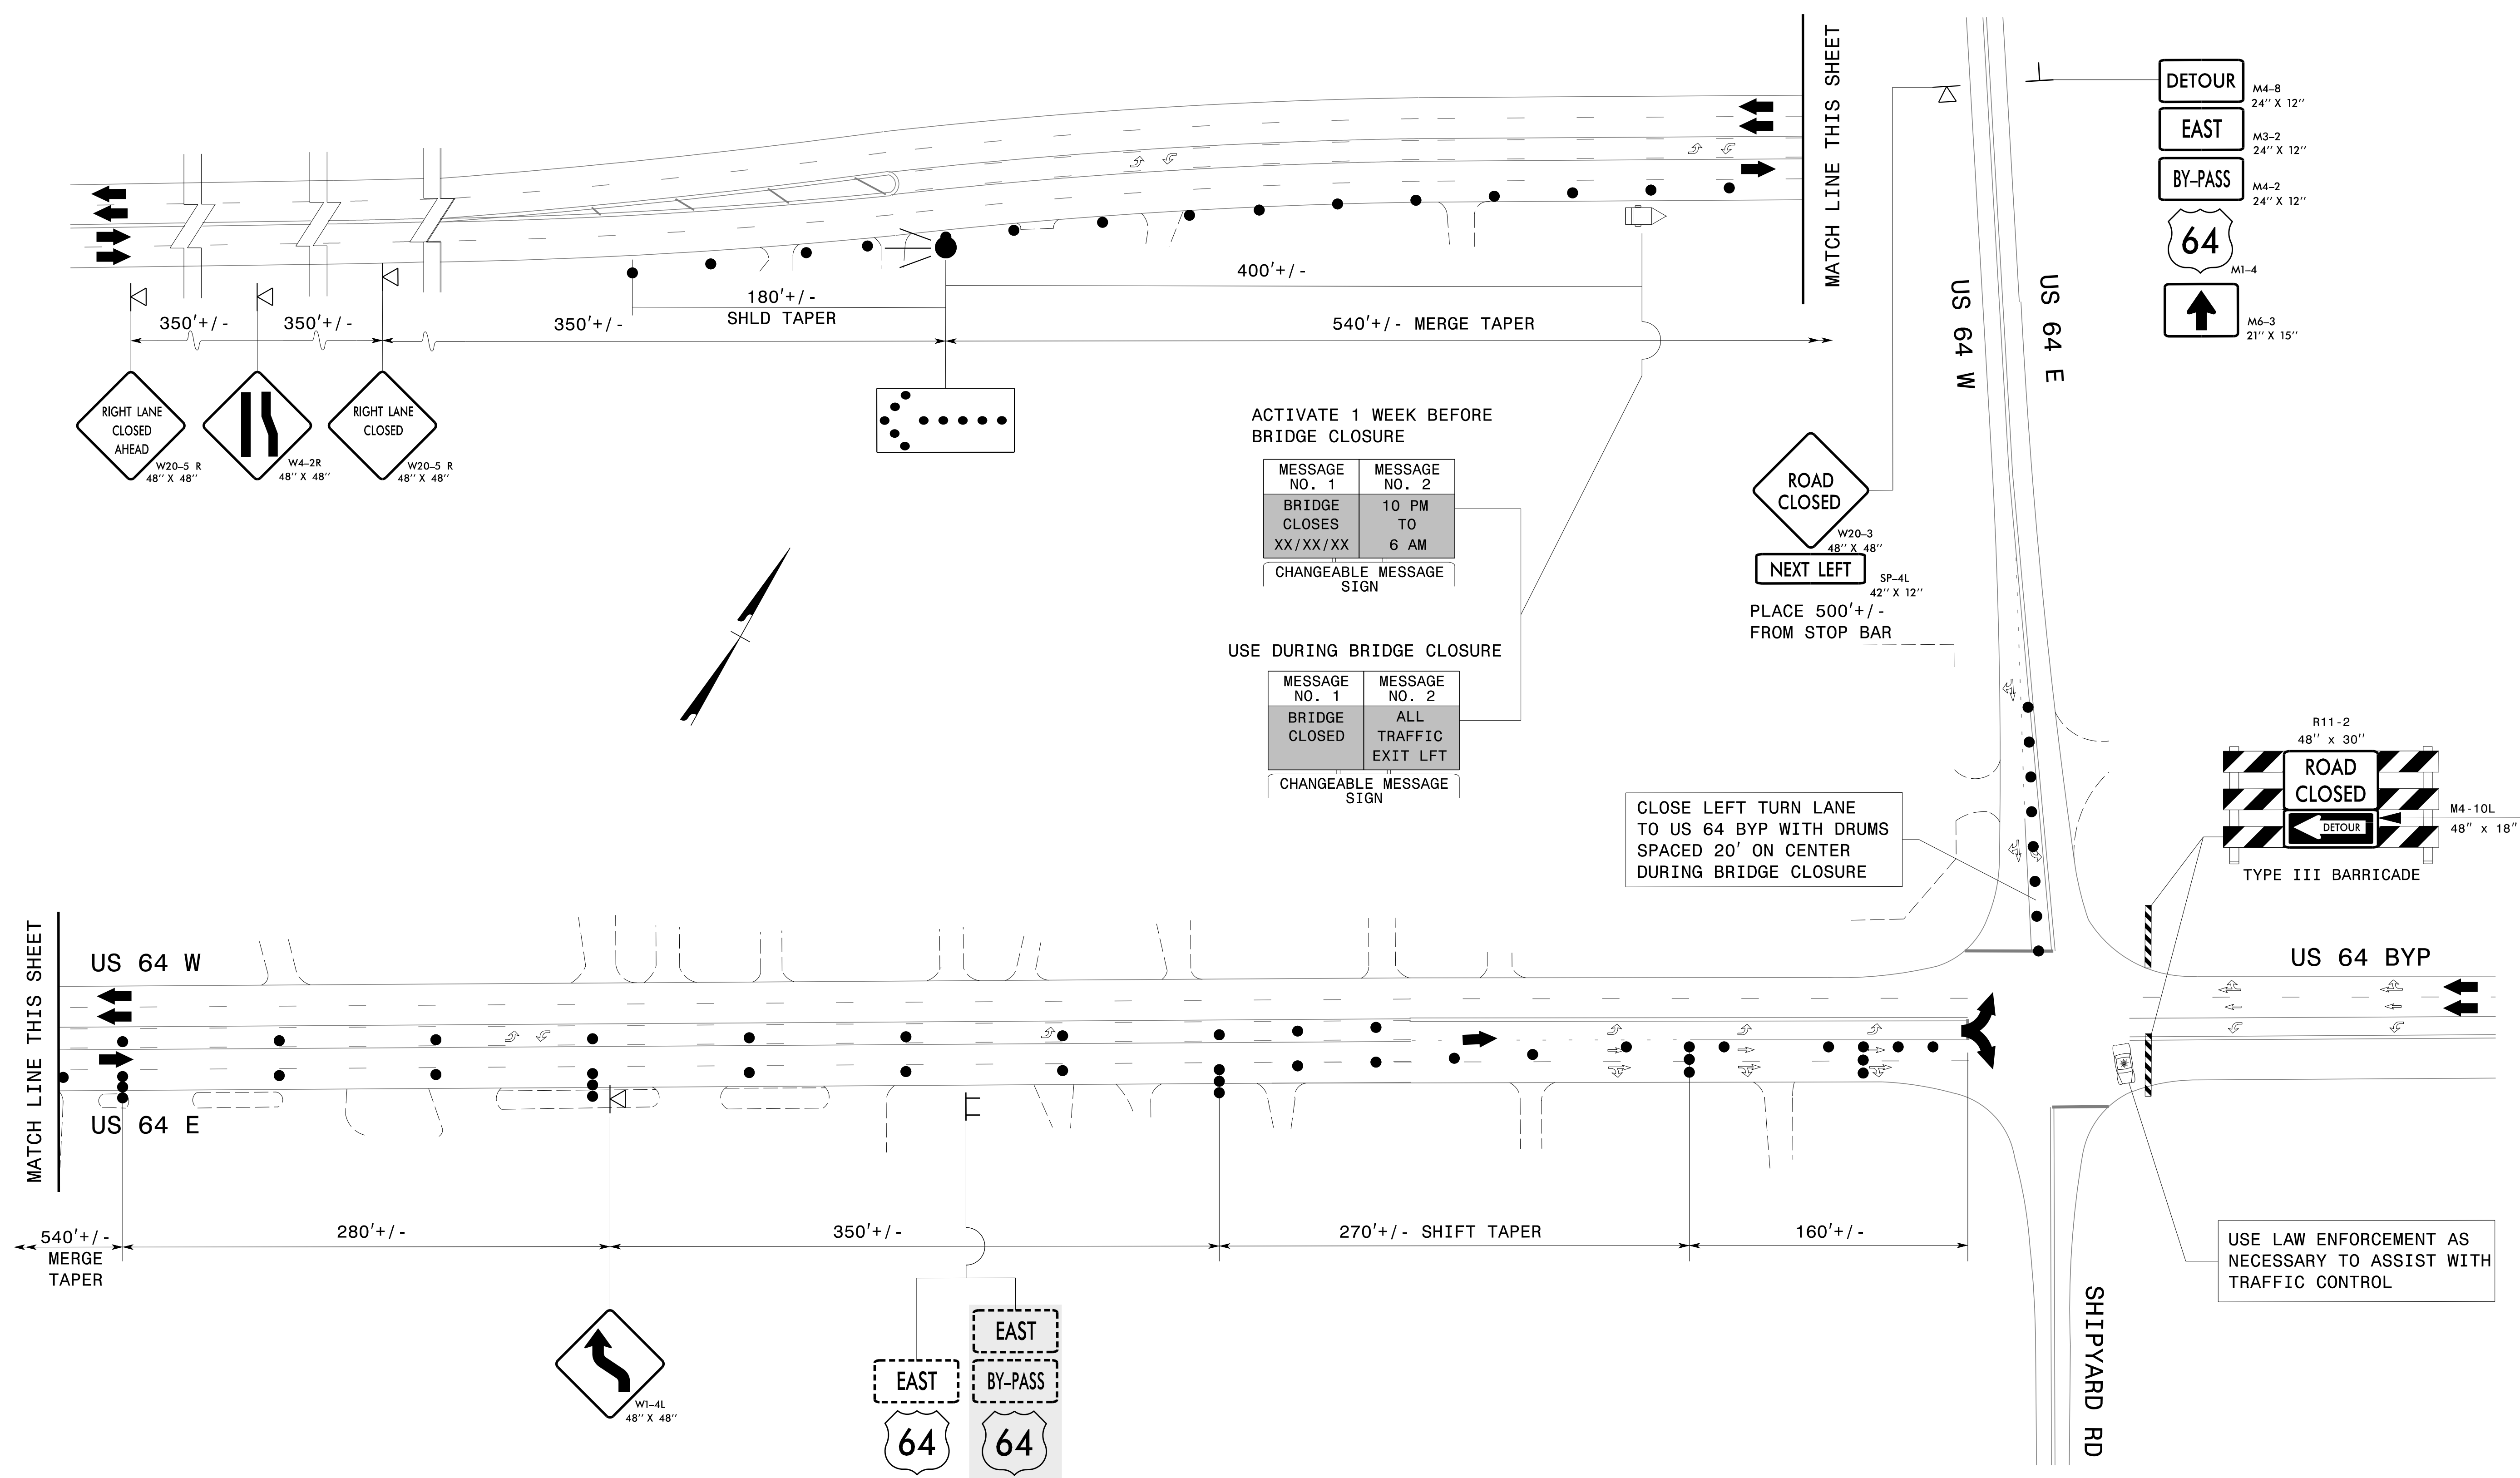 MATCH LINE THIS SHEET
350'+/-
350'+/-
350'+/-
180'+/-
SHLD TAPER
400'+/-
540'+/- MERGE TAPER
RIGHT LANE
CLOSED
AHEAD
W20-5 R
48'' X 48''
W4-2R
48'' X 48''
RIGHT LANE
CLOSED
W20-5 R
48'' X 48''
ACTIVATE 1 WEEK BEFORE
BRIDGE CLOSURE
MESSAGE
NO. 1
MESSAGE
NO. 2
BRIDGE
CLOSES
XX/XX/XX
10 PM
TO
6 AM
CHANGEABLE MESSAGE
SIGN
USE DURING BRIDGE CLOSURE
MESSAGE
NO. 1
MESSAGE
NO. 2
BRIDGE
CLOSED
ALL
TRAFFIC
EXIT LFT
CHANGEABLE MESSAGE
SIGN
US 64 W
US 64 E
DETOUR
M4-8
24'' X 12''
EAST
M3-2
24'' X 12''
BY-PASS
M4-2
24'' X 12''
64
M1-4
M6-3
21'' X 15''
ROAD
CLOSED
W20-3
48'' X 48''
NEXT LEFT
SP-4L
42'' X 12''
PLACE 500'+/-
FROM STOP BAR
CLOSE LEFT TURN LANE
TO US 64 BYP WITH DRUMS
SPACED 20' ON CENTER
DURING BRIDGE CLOSURE
R11-2
48'' x 30''
ROAD
CLOSED
DETOUR
M4-10L
48'' x 18''
TYPE III BARRICADE
MATCH LINE THIS SHEET
US 64 W
US 64 E
US 64 BYP
540'+/-
MERGE
TAPER
280'+/-
350'+/-
270'+/- SHIFT TAPER
160'+/-
W1-4L
48'' X 48''
EAST
64
EAST
BY-PASS
64
SHIPYARD RD
USE LAW ENFORCEMENT AS
NECESSARY TO ASSIST WITH
TRAFFIC CONTROL